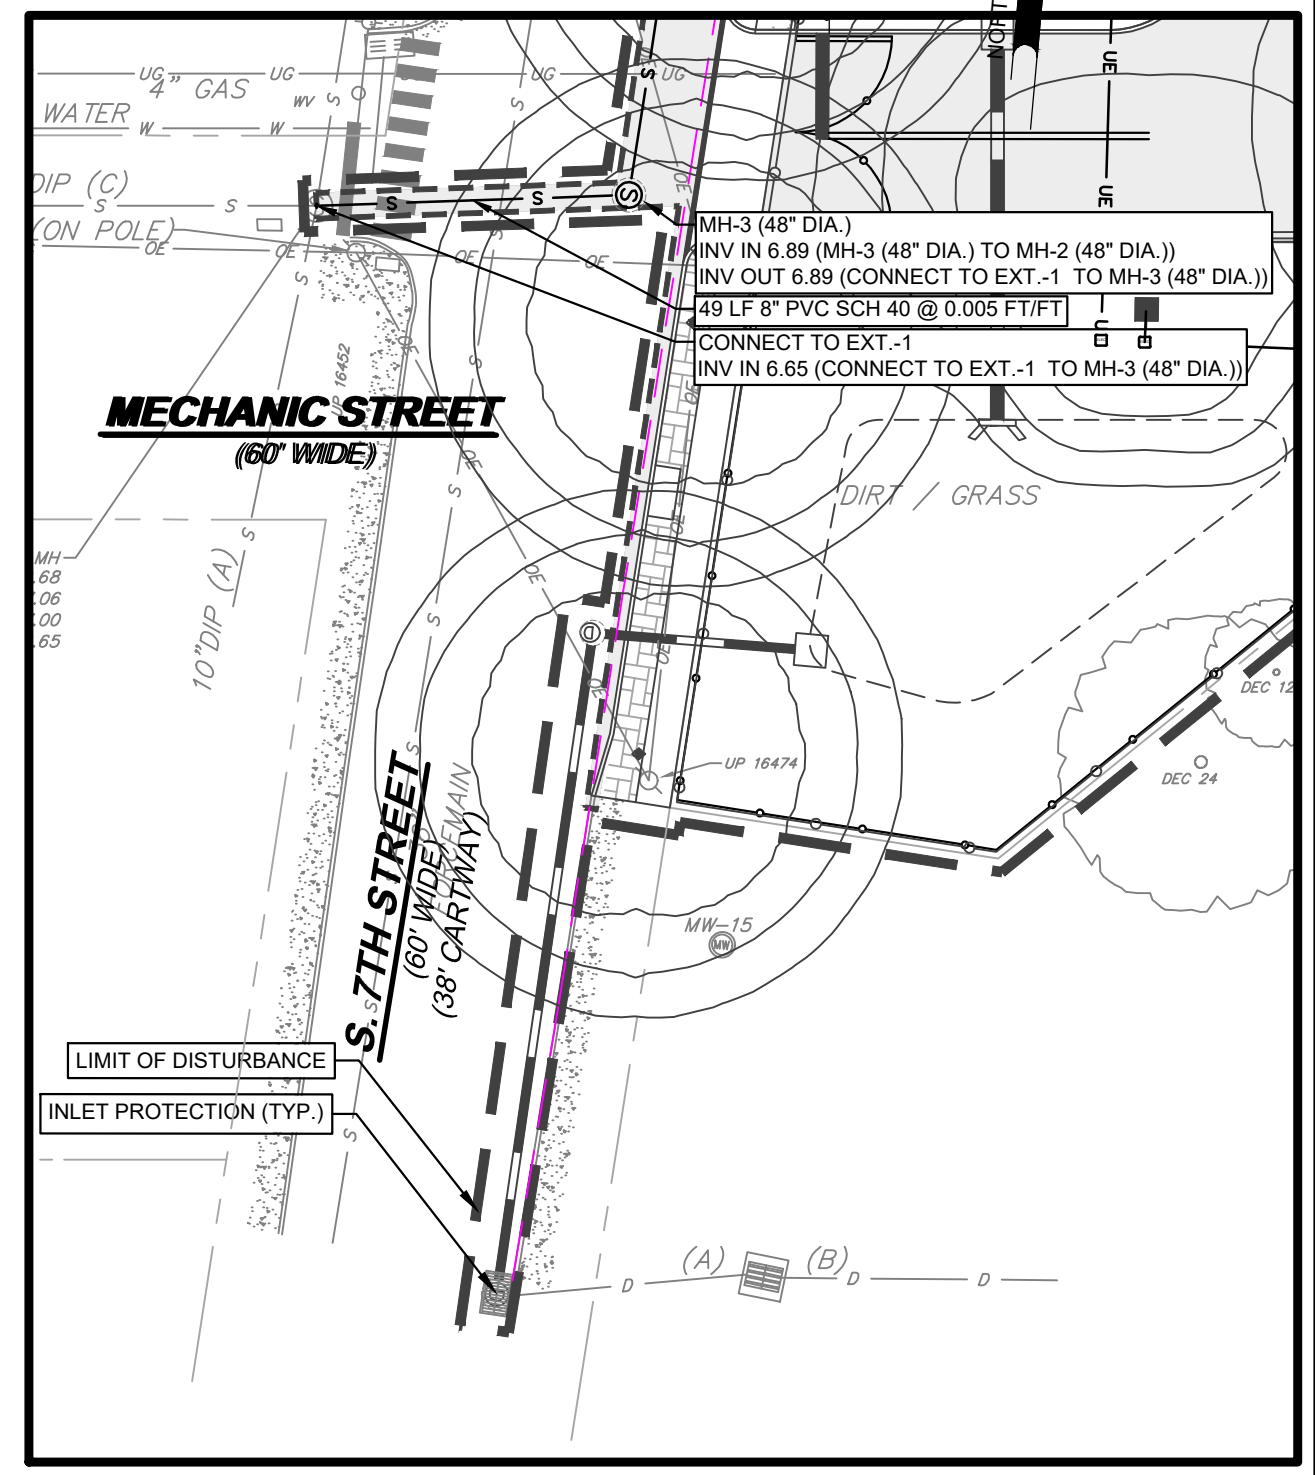 NORT
UG UG UG UG
4" GAS
WV
WATER
W W
DIP (C)
S S
(ON POLE)
OE OE OE OE
S S
UE
UE
UE
MH-3 (48" DIA.)
INV IN 6.89 (MH-3 (48" DIA.) TO MH-2 (48" DIA.))
INV OUT 6.89 (CONNECT TO EXT.-1 TO MH-3 (48" DIA.))
49 LF 8" PVC SCH 40 @ 0.005 FT/FT
CONNECT TO EXT.-1
INV IN 6.65 (CONNECT TO EXT.-1 TO MH-3 (48" DIA.))
UP 16452
MECHANIC STREET
(60' WIDE)
DIRT / GRASS
MH
.68
.06
.00
.65
10"DIP (A)
D
DEC 12
DEC 24
UP 16474
S. 7TH STREET
(60' WIDE)
(38' CARTWAY)
FORCEMAIN
MW-15
MW
LIMIT OF DISTURBANCE
INLET PROTECTION (TYP.)
(A) (B)
D D D